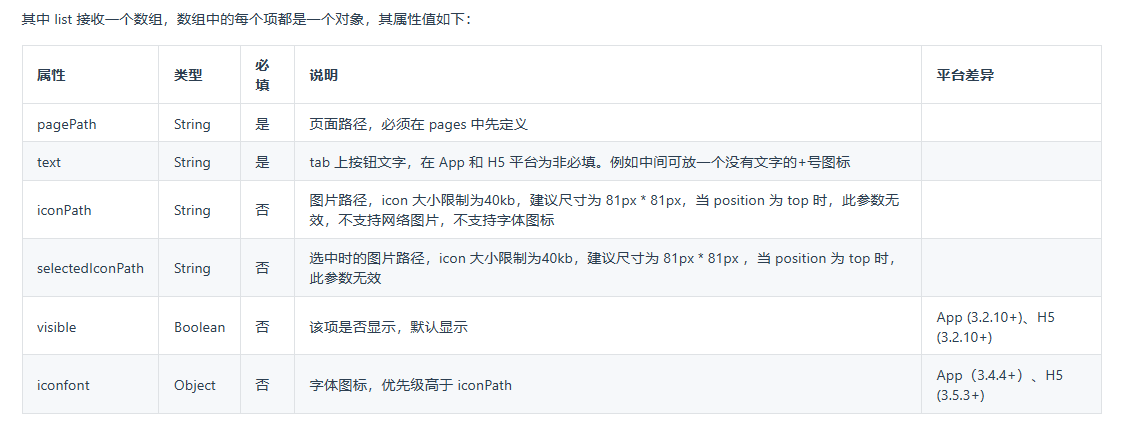 其中 list 接收一个数组，数组中的每个项都是一个对象，其属性值如下：
属性 类型 必填 说明 平台差异
pagePath String 是 页面路径，必须在 pages 中先定义
text String 是 tab 上按钮文字，在 App 和 H5 平台为非必填。例如中间可放一个没有文字的+号图标
iconPath String 否 图片路径，icon 大小限制为40kb，建议尺寸为 81px * 81px，当 position 为 top 时，此参数无
效，不支持网络图片，不支持字体图标
selectedIconPath String 否 选中时的图片路径，icon 大小限制为40kb，建议尺寸为 81px * 81px ，当 position 为 top 时，
此参数无效
visible Boolean 否 该项是否显示，默认显示 App (3.2.10+)、H5
(3.2.10+)
iconfont Object 否 字体图标，优先级高于 iconPath App（3.4.4+）、H5
(3.5.3+)